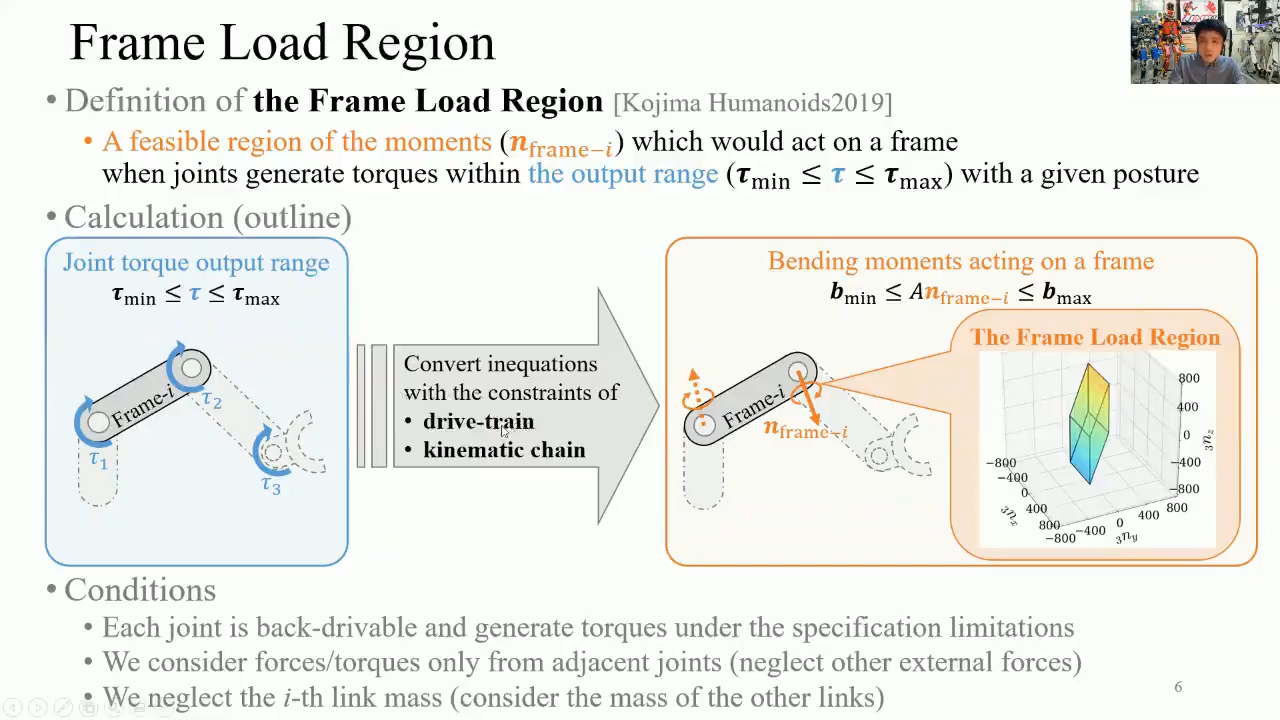 Frame Load Region
• Definition of the Frame Load Region [Kojima Humanoids2019]
• A feasible region of the moments (𝒏frame−i) which would act on a frame
when joints generate torques within the output range (τmin ≤ τ ≤ τmax) with a given posture
• Calculation (outline)
Joint torque output range
τmin ≤ τ ≤ τmax
Frame-i
τ1
τ2
τ3
Convert inequations
with the constraints of
• drive-train
• kinematic chain
Bending moments acting on a frame
bmin ≤ Anframe−i ≤ bmax
Frame-i
nframe−i
The Frame Load Region
800
400
0
−400
−800
3nz
−800
−400
0
400
800
3nx
−800
−400
0
400
800
3ny
• Conditions
• Each joint is back-drivable and generate torques under the specification limitations
• We consider forces/torques only from adjacent joints (neglect other external forces)
• We neglect the i-th link mass (consider the mass of the other links)
6